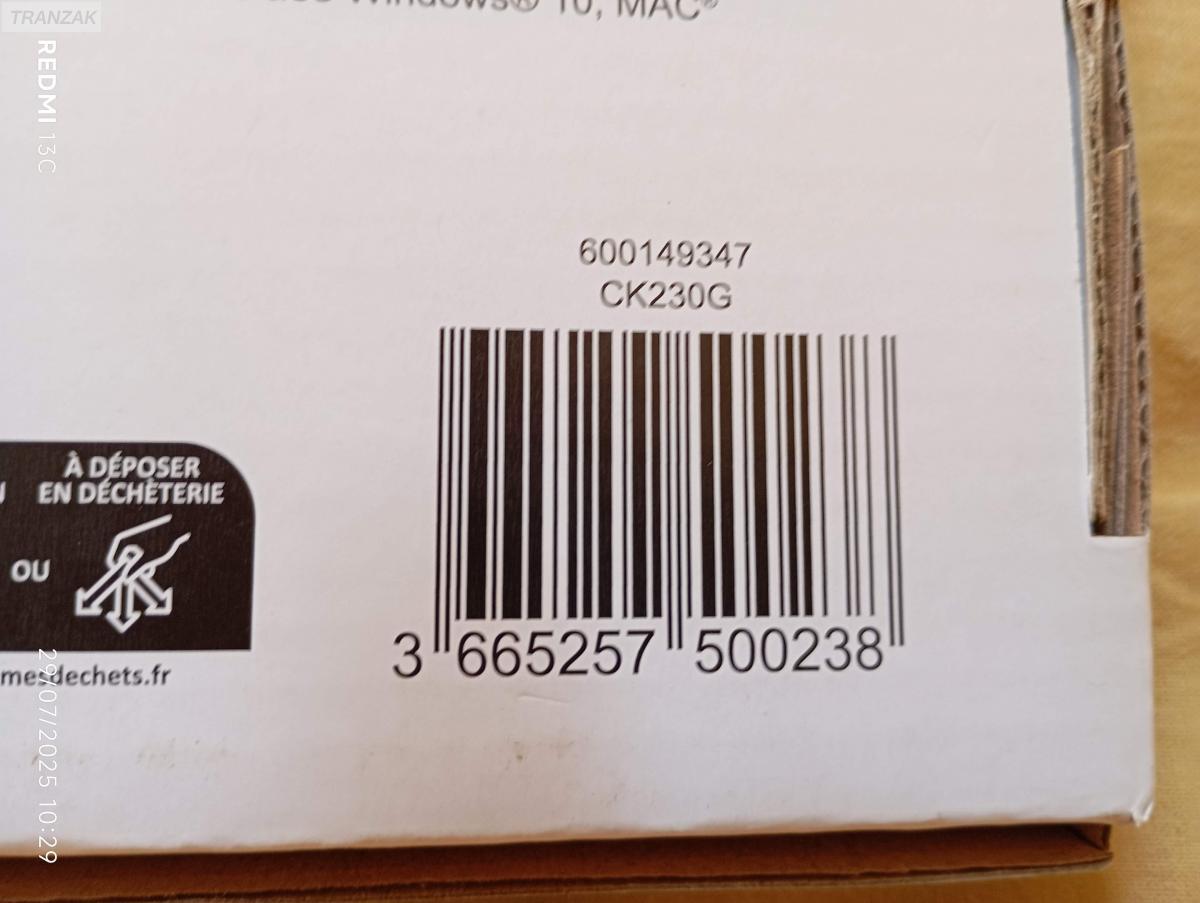 TRANZAK
REDMI 13C
Windows® 10, MAC®
600149347
CK230G
À DÉPOSER
EN DÉCHÈTERIE
OU
mesdechets.fr
3 665257 500238
29/07/2025 10:29